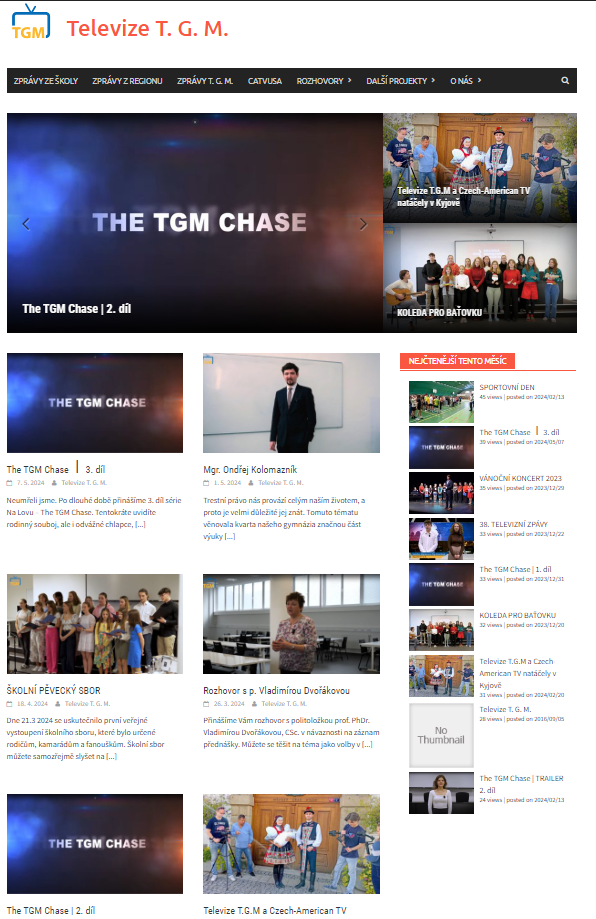 TGM
Televize T. G. M.
ZPRÁVY ZE ŠKOLY
ZPRÁVY Z REGIONU
ZPRÁVY T. G. M.
CATVUSA
ROZHOVORY
DALŠÍ PROJEKTY
O NÁS
THE TGM CHASE
The TGM Chase | 2. díl
Televize T.G.M a Czech-American TV
natáčely v Kyjově
KOLEDA PRO BAŤOVKU
THE TGM CHASE
The TGM Chase | 3. díl
7. 5. 2024 Televize T. G. M.
Neumřeli jsme. Po dlouhé době přinášíme 3. díl série
Na Lovu – The TGM Chase. Tentokráte uvidíte
rodinný souboj, ale i odvážné chlapce, [...]
Mgr. Ondřej Kolomazník
1. 5. 2024 Televize T. G. M.
Trestní právo nás provází celým naším životem, a
proto je velmi důležité jej znát. Tomuto tématu
věnovala kvarta našeho gymnázia značnou část
výuky [...]
ŠKOLNÍ PĚVECKÝ SBOR
18. 4. 2024 Televize T. G. M.
Dne 21.3 2024 se uskutečnilo první veřejné
vystoupení školního sboru, které bylo určené
rodičům, kamarádům a fanouškům. Školní sbor
můžete samozřejmě slyšet na [...]
Rozhovor s p. Vladimírou Dvořákovou
26. 3. 2024 Televize T. G. M.
Přinášíme Vám rozhovor s politoložkou prof. PhDr.
Vladimírou Dvořákovou, CSc. v návaznosti na záznam
přednášky. Můžete se těšit na téma jako volby v [...]
THE TGM CHASE
The TGM Chase | 2. díl
Televize T.G.M a Czech-American TV
NEJČTENĚJŠÍ TENTO MĚSÍC
SPORTOVNÍ DEN
45 views | posted on 2024/02/13
THE TGM CHASE
The TGM Chase | 3. díl
39 views | posted on 2024/05/07
VÁNOČNÍ KONCERT 2023
35 views | posted on 2023/12/29
38. TELEVIZNÍ ZPÁVY
33 views | posted on 2023/12/22
THE TGM CHASE
The TGM Chase | 1. díl
33 views | posted on 2023/12/31
KOLEDA PRO BAŤOVKU
32 views | posted on 2023/12/20
Televize T.G.M a Czech
American TV natáčely v
Kyjově
31 views | posted on 2024/02/20
No
Thumbnail
Televize T. G. M.
26 views | posted on 2016/09/05
The TGM Chase | TRAILER
2. díl
24 views | posted on 2024/02/13